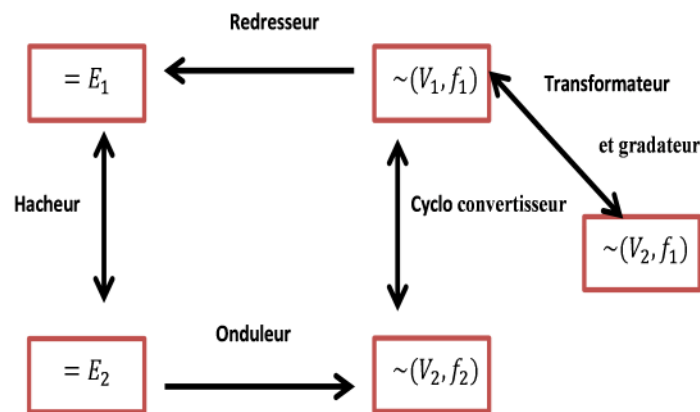 Redresseur
= E₁
~(V₁, f₁)
Transformateur
et gradateur
Hacheur
Cyclo convertisseur
~(V₂, f₁)
Onduleur
= E₂
~(V₂, f₂)